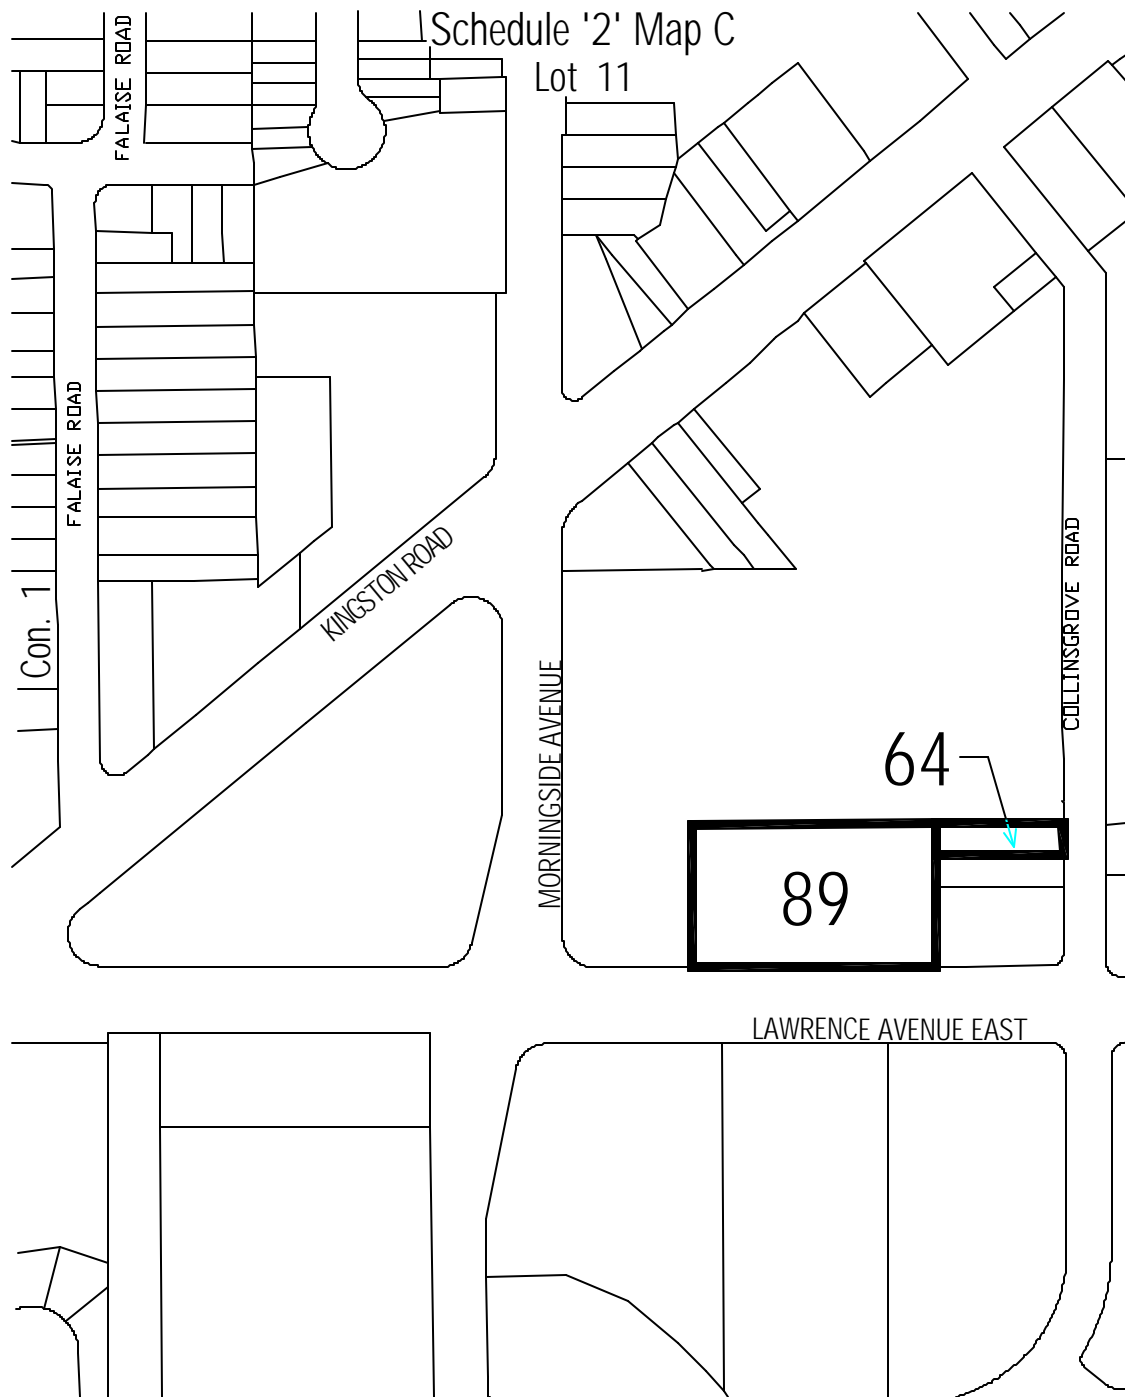 Schedule '2' Map C
Lot 11
FALAISE ROAD
FALAISE ROAD
KINGSTON ROAD
Con. 1
COLLINSGROVE ROAD
MORNINGSIDE AVENUE
64
89
LAWRENCE AVENUE EAST